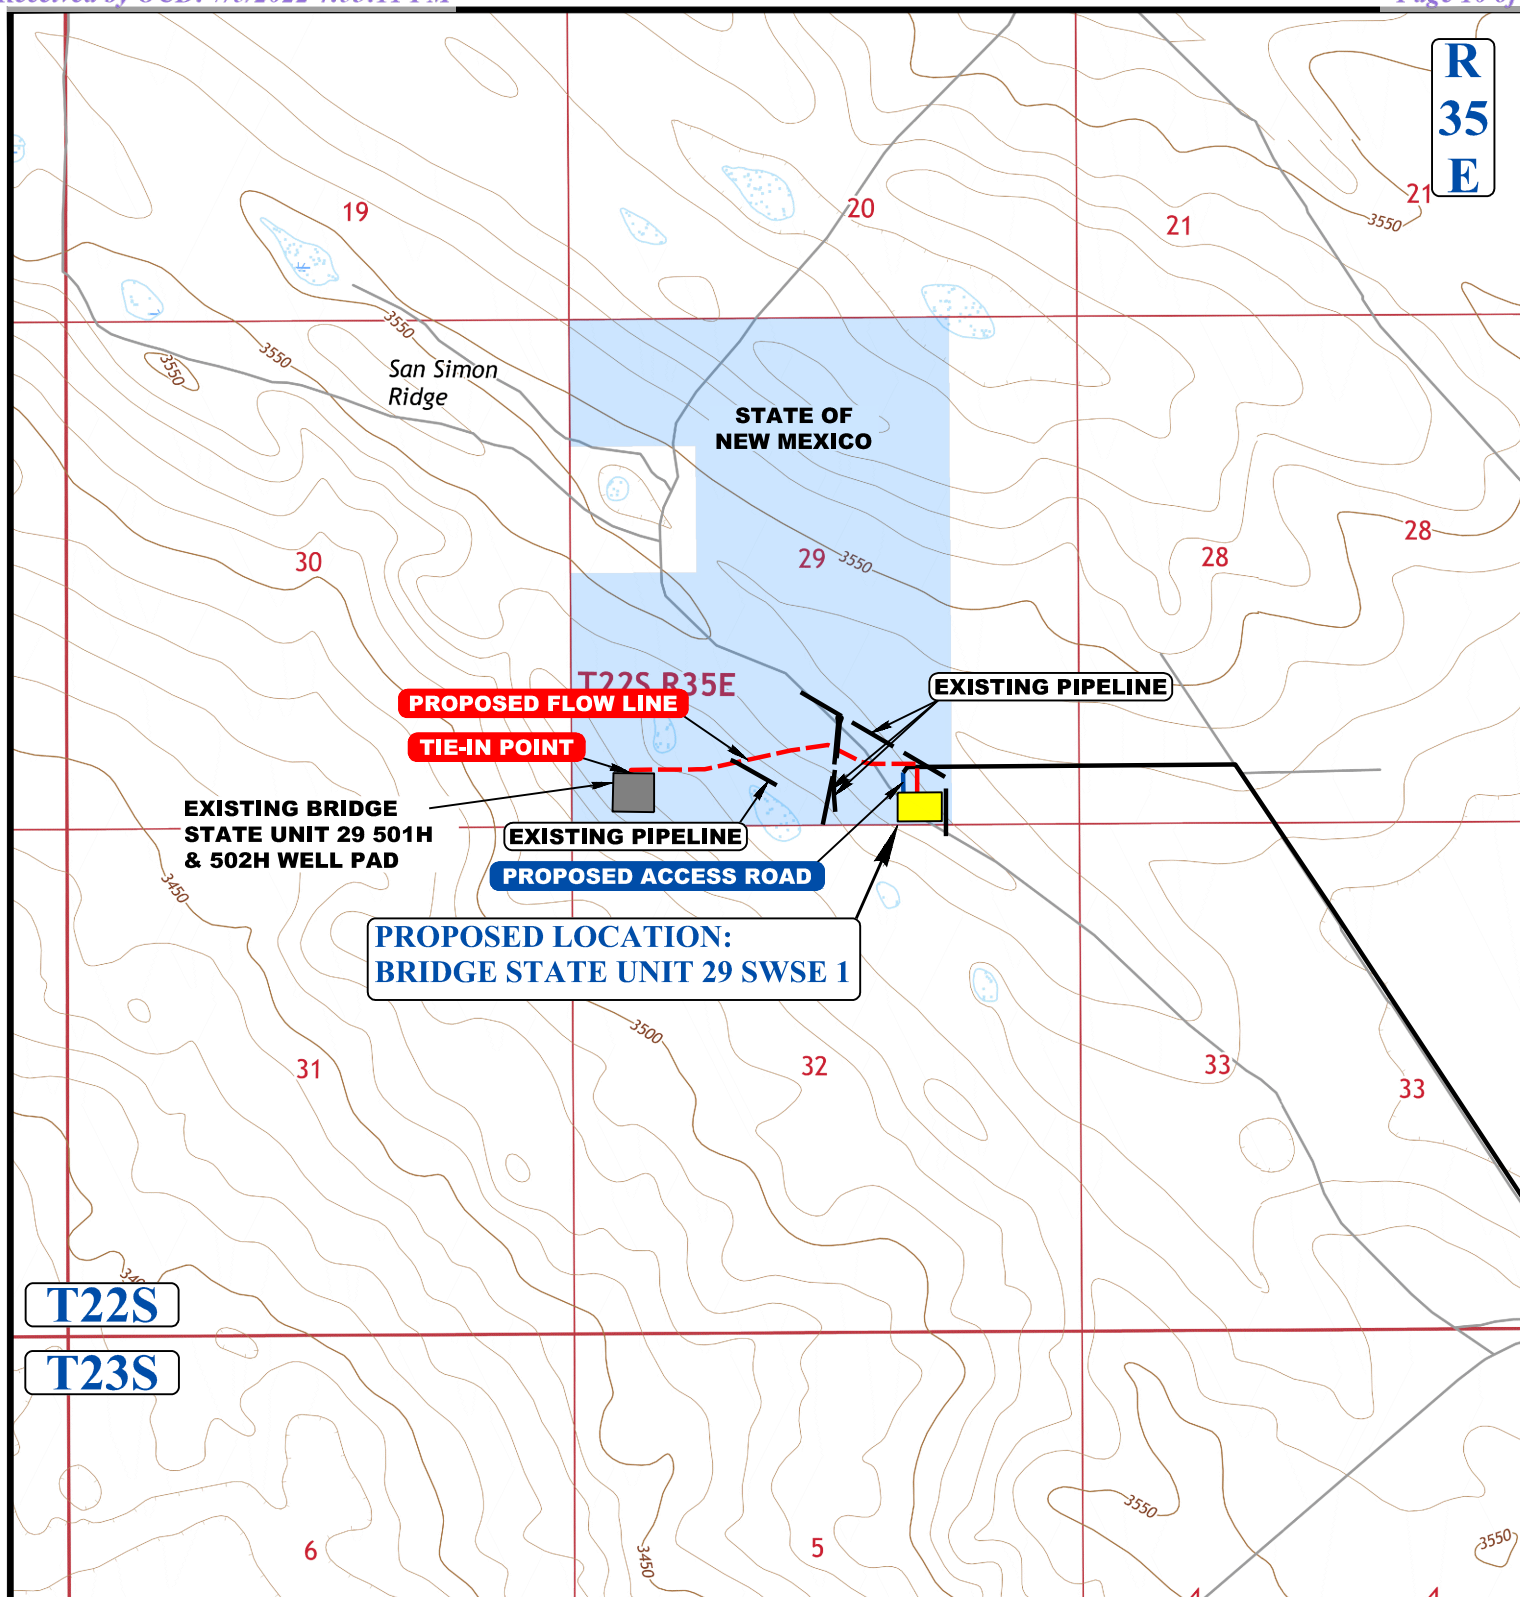 R
35
E
19
20
21
21
3550
3550
3550
3550
San Simon
Ridge
STATE OF
NEW MEXICO
30
29
3550
28
28
T22S R35E
EXISTING PIPELINE
PROPOSED FLOW LINE
TIE-IN POINT
EXISTING BRIDGE
STATE UNIT 29 501H
& 502H WELL PAD
EXISTING PIPELINE
PROPOSED ACCESS ROAD
3450
PROPOSED LOCATION:
BRIDGE STATE UNIT 29 SWSE 1
3500
31
32
33
33
T22S
T23S
3550
3550
3450
6
5
4
4